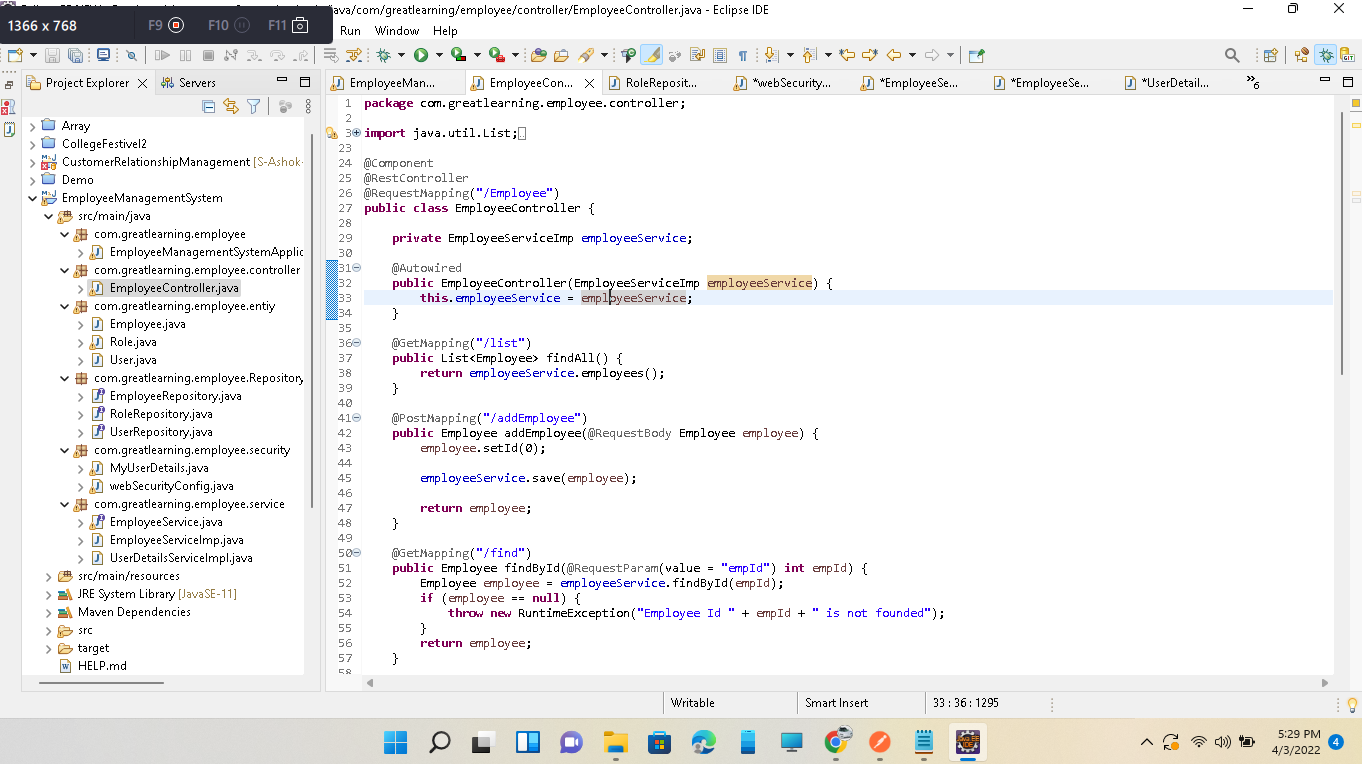 1366 x 768
F9
F10
F11
java/com/greatlearning/employee/controller/EmployeeController.java - Eclipse IDE
Run Window Help
Project Explorer
Servers
Array
CollegeFestivel2
CustomerRelationshipManagement [S-Ashok-
Demo
EmployeeManagementSystem
src/main/java
com.greatlearning.employee
EmployeeManagementSystemApplic
com.greatlearning.employee.controller
EmployeeController.java
com.greatlearning.employee.entiy
Employee.java
Role.java
User.java
com.greatlearning.employee.Repository
EmployeeRepository.java
RoleRepository.java
UserRepository.java
com.greatlearning.employee.security
MyUserDetails.java
webSecurityConfig.java
com.greatlearning.employee.service
EmployeeService.java
EmployeeServiceImp.java
UserDetailsServiceImpl.java
src/main/resources
JRE System Library [JavaSE-11]
Maven Dependencies
src
target
HELP.md
EmployeeMan...
EmployeeCon...
RoleReposit...
*webSecurity...
*EmployeeSe...
*EmployeeSe...
*UserDetail...
»6
1 package com.greatlearning.employee.controller;
2
3 import java.util.List;
23
24 @Component
25 @RestController
26 @RequestMapping("/Employee")
27 public class EmployeeController {
28
29 private EmployeeServiceImp employeeService;
30
31 @Autowired
32 public EmployeeController(EmployeeServiceImp employeeService) {
33 this.employeeService = employeeService;
34 }
35
36 @GetMapping("/list")
37 public List<Employee> findAll() {
38 return employeeService.employees();
39 }
40
41 @PostMapping("/addEmployee")
42 public Employee addEmployee(@RequestBody Employee employee) {
43 employee.setId(0);
44
45 employeeService.save(employee);
46
47 return employee;
48 }
49
50 @GetMapping("/find")
51 public Employee findById(@RequestParam(value = "empId") int empId) {
52 Employee employee = employeeService.findById(empId);
53 if (employee == null) {
54 throw new RuntimeException("Employee Id " + empId + " is not founded");
55 }
56 return employee;
57 }
58
Writable
Smart Insert
33 : 36 : 1295
5:29 PM
4/3/2022
4